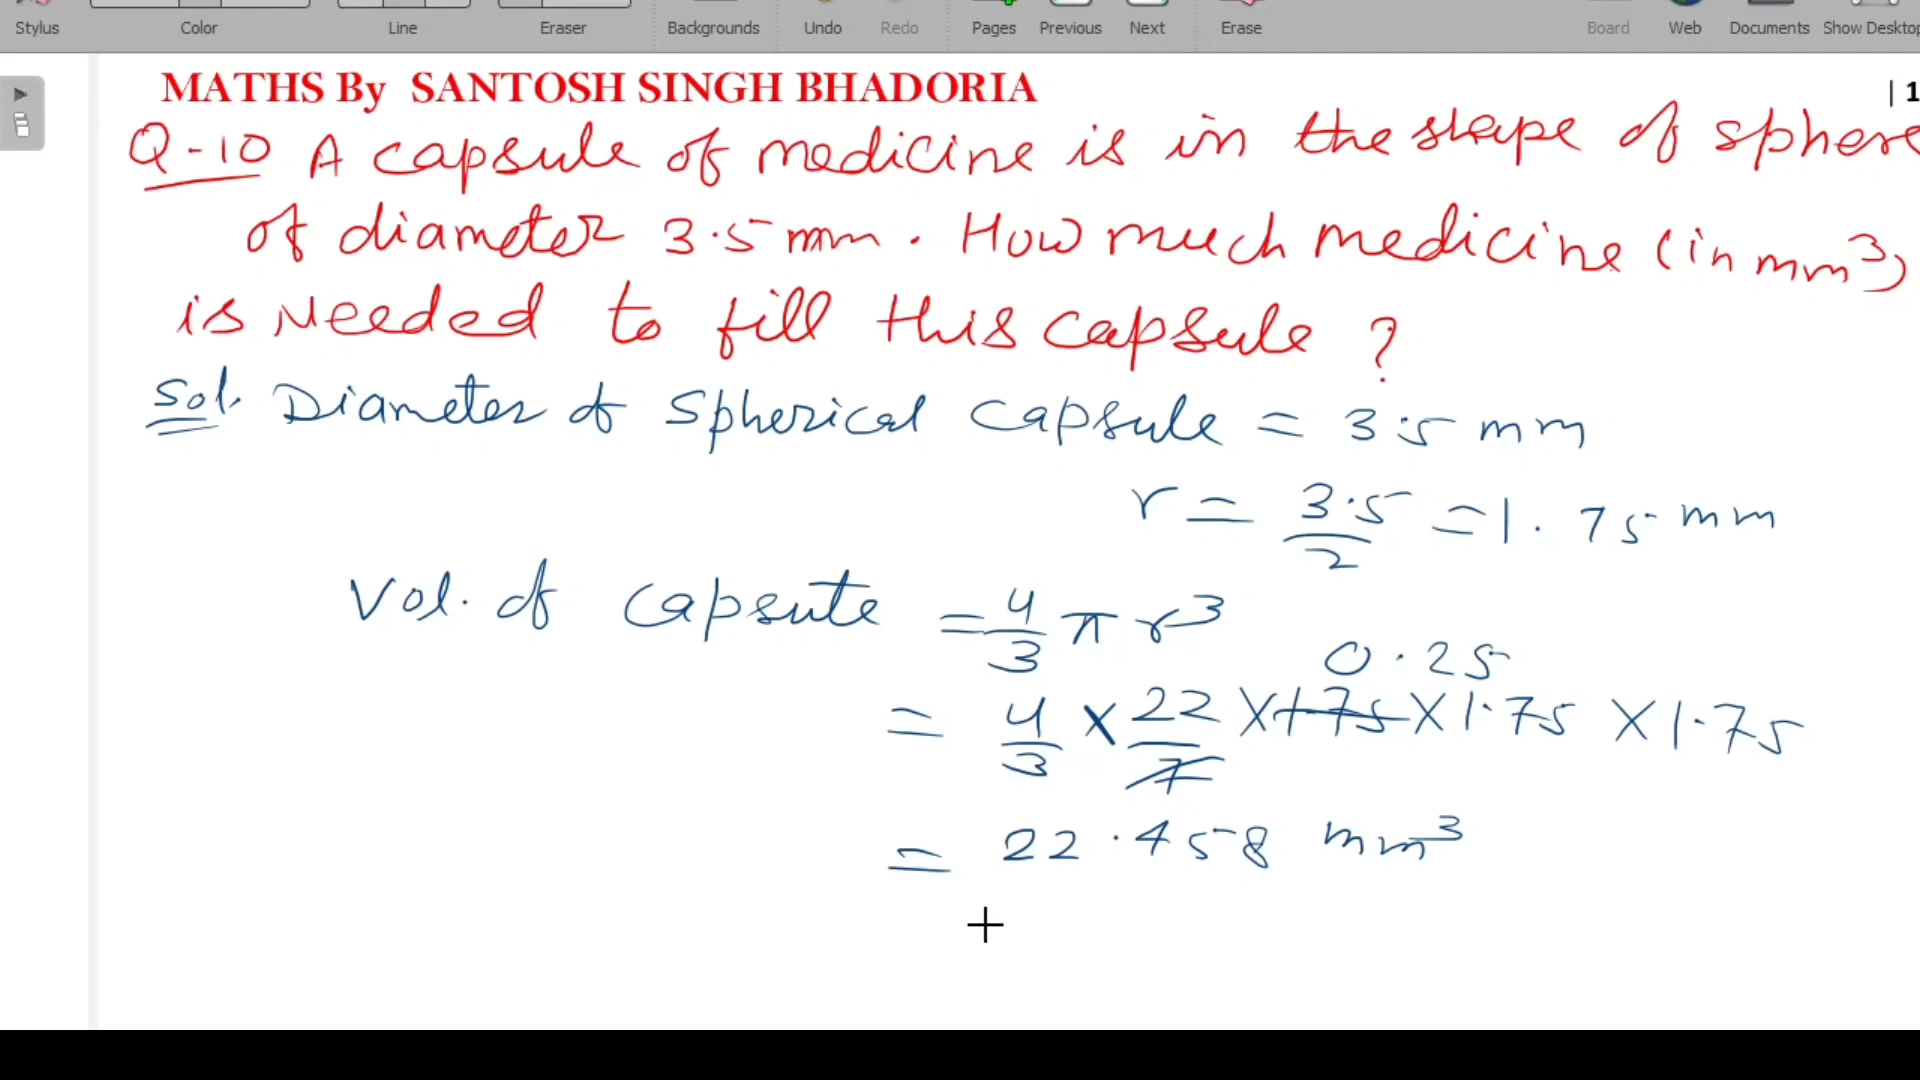 Stylus Color Line Eraser Backgrounds Undo Redo Pages Previous Next Erase Board Web Documents Show Desktop
MATHS By SANTOSH SINGH BHADORIA | 1
Q-10 A capsule of medicine is in the shape of sphere
of diameter 3.5 mm. How much medicine (in mm³)
is Needed to fill this capsule ?
Sol. Diameter of Spherical Capsule = 3.5 mm
r = 3.5/2 = 1.75 mm
Vol. of Capsule = 4/3 π r³
0.25
= 4/3 × 22/7 × 1.75 × 1.75 × 1.75
= 22.458 mm³